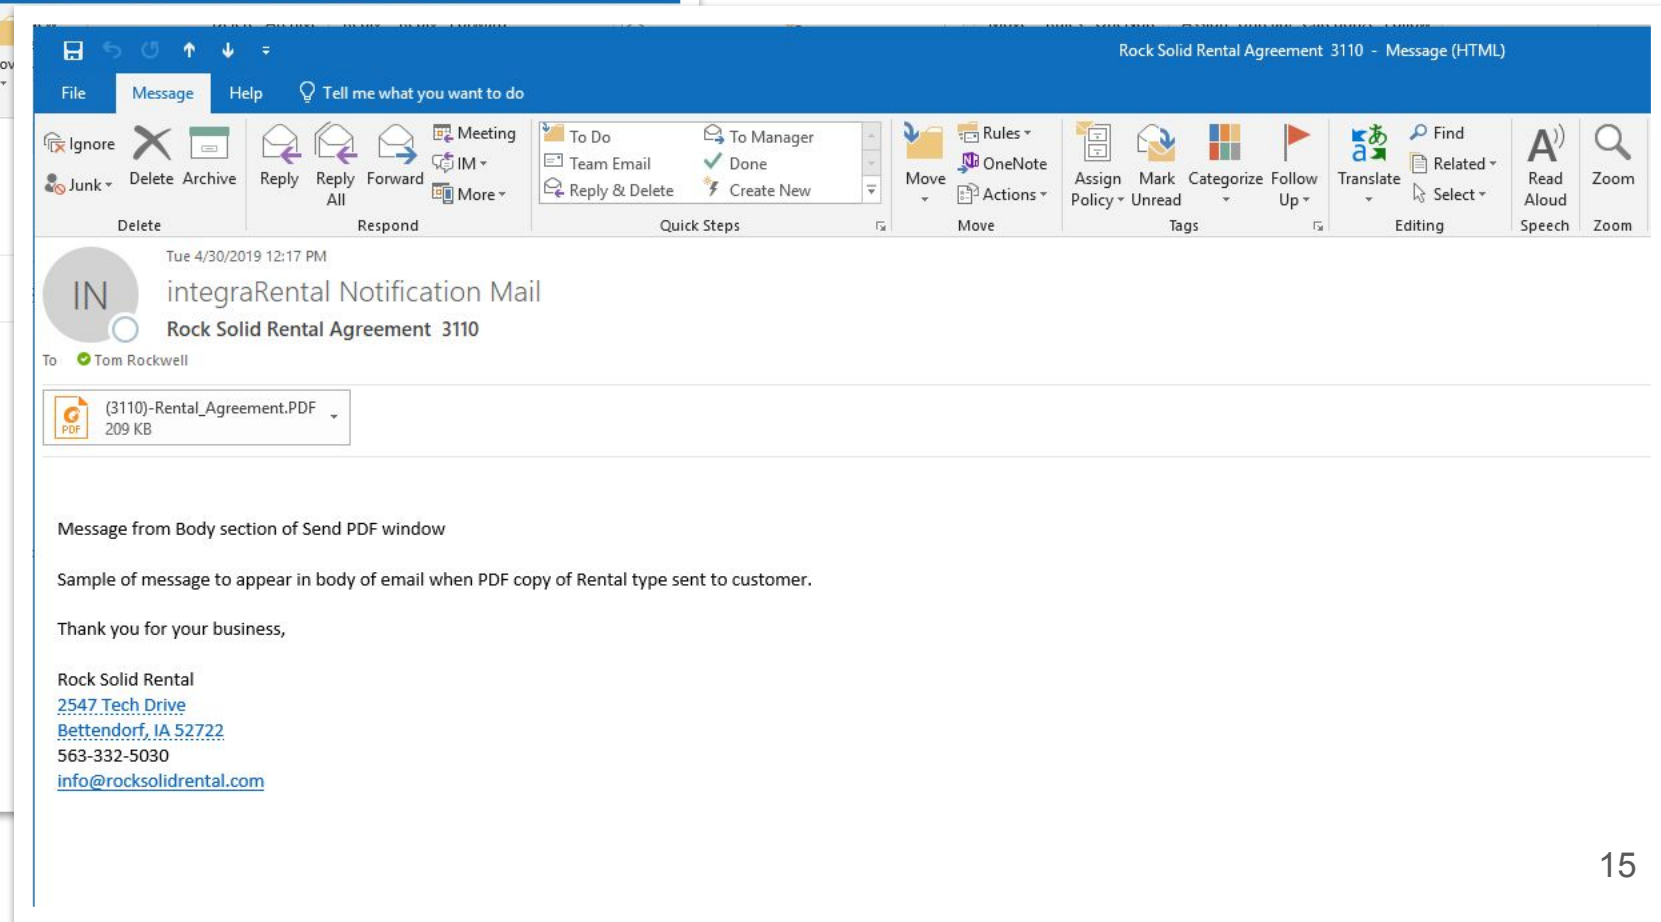 Rock Solid Rental Agreement 3110 - Message (HTML)
File Message Help Tell me what you want to do
Ignore
Junk
Delete Archive
Reply Reply All Forward
Meeting
IM
More
To Do To Manager
Team Email Done
Reply & Delete Create New
Move
Rules
OneNote
Actions
Assign Policy Mark Unread Categorize Follow Up
Translate
Find
Related
Select
Read Aloud
Zoom
Delete Respond Quick Steps Move Tags Editing Speech Zoom
Tue 4/30/2019 12:17 PM
IN
integraRental Notification Mail
Rock Solid Rental Agreement 3110
To Tom Rockwell
(3110)-Rental_Agreement.PDF
PDF
209 KB
Message from Body section of Send PDF window
Sample of message to appear in body of email when PDF copy of Rental type sent to customer.
Thank you for your business,
Rock Solid Rental
2547 Tech Drive
Bettendorf, IA 52722
563-332-5030
info@rocksolidrental.com
15